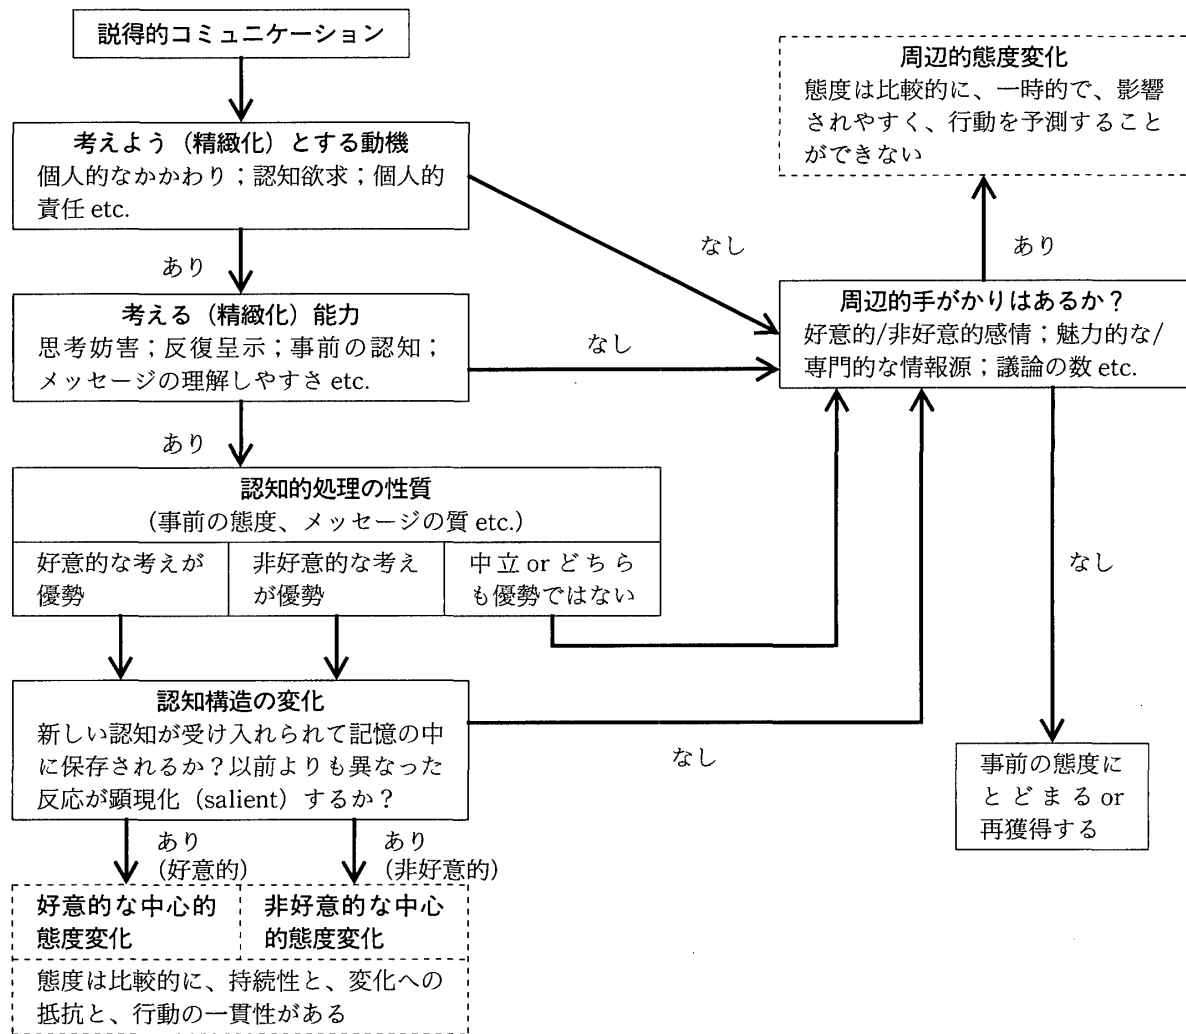 説得的コミュニケーション
考えよう（精緻化）とする動機
個人的なかかわり；認知欲求；個人的
責任 etc.
あり
なし
考える（精緻化）能力
思考妨害；反復呈示；事前の認知；
メッセージの理解しやすさ etc.
あり
なし
認知的処理の性質
（事前の態度、メッセージの質 etc.）
好意的な考えが
優勢
非好意的な考え
が優勢
中立 or どちら
も優勢ではない
認知構造の変化
新しい認知が受け入れられて記憶の中
に保存されるか？以前よりも異なった
反応が顕現化（salient）するか？
なし
あり
(好意的)
あり
(非好意的)
好意的な中心的
態度変化
非好意的な中心
的態度変化
態度は比較的に、持続性と、変化への
抵抗と、行動の一貫性がある
周辺的態度変化
態度は比較的に、一時的で、影響
されやすく、行動を予測すること
ができない
あり
周辺的手がかりはあるか？
好意的/非好意的感情；魅力的な/
専門的な情報源；議論の数 etc.
なし
事前の態度に
とどまる or
再獲得する